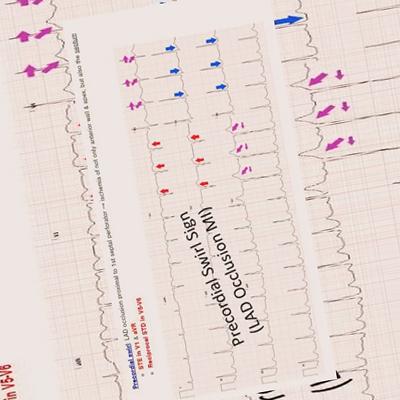 Precordial Swirl Sign
(LAD Occlusion MI)
Precordial swirl: LAD occlusion proximal to 1st septal perforator → ischemia of not only anterior wall & apex, but also the septum
STE in V1 & aVR
Reciprocal STD in V5-V6
in V5-V6
II
aVR